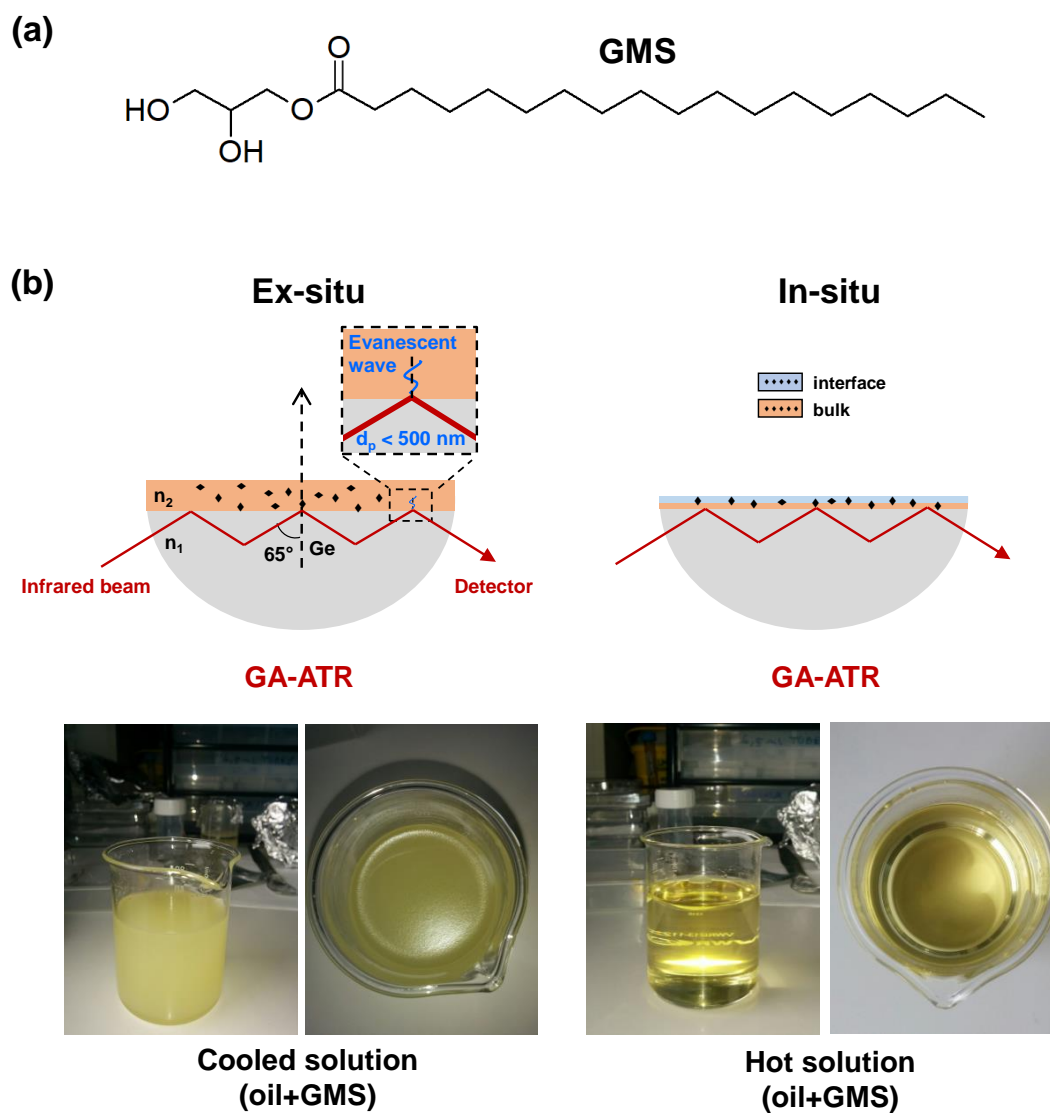 (a)
GMS
O
HO
O
OH
(b)
Ex-situ
In-situ
Evanescent
wave
dp < 500 nm
interface
bulk
n2
n1
65°
Ge
Infrared beam
Detector
GA-ATR
GA-ATR
Cooled solution
(oil+GMS)
Hot solution
(oil+GMS)